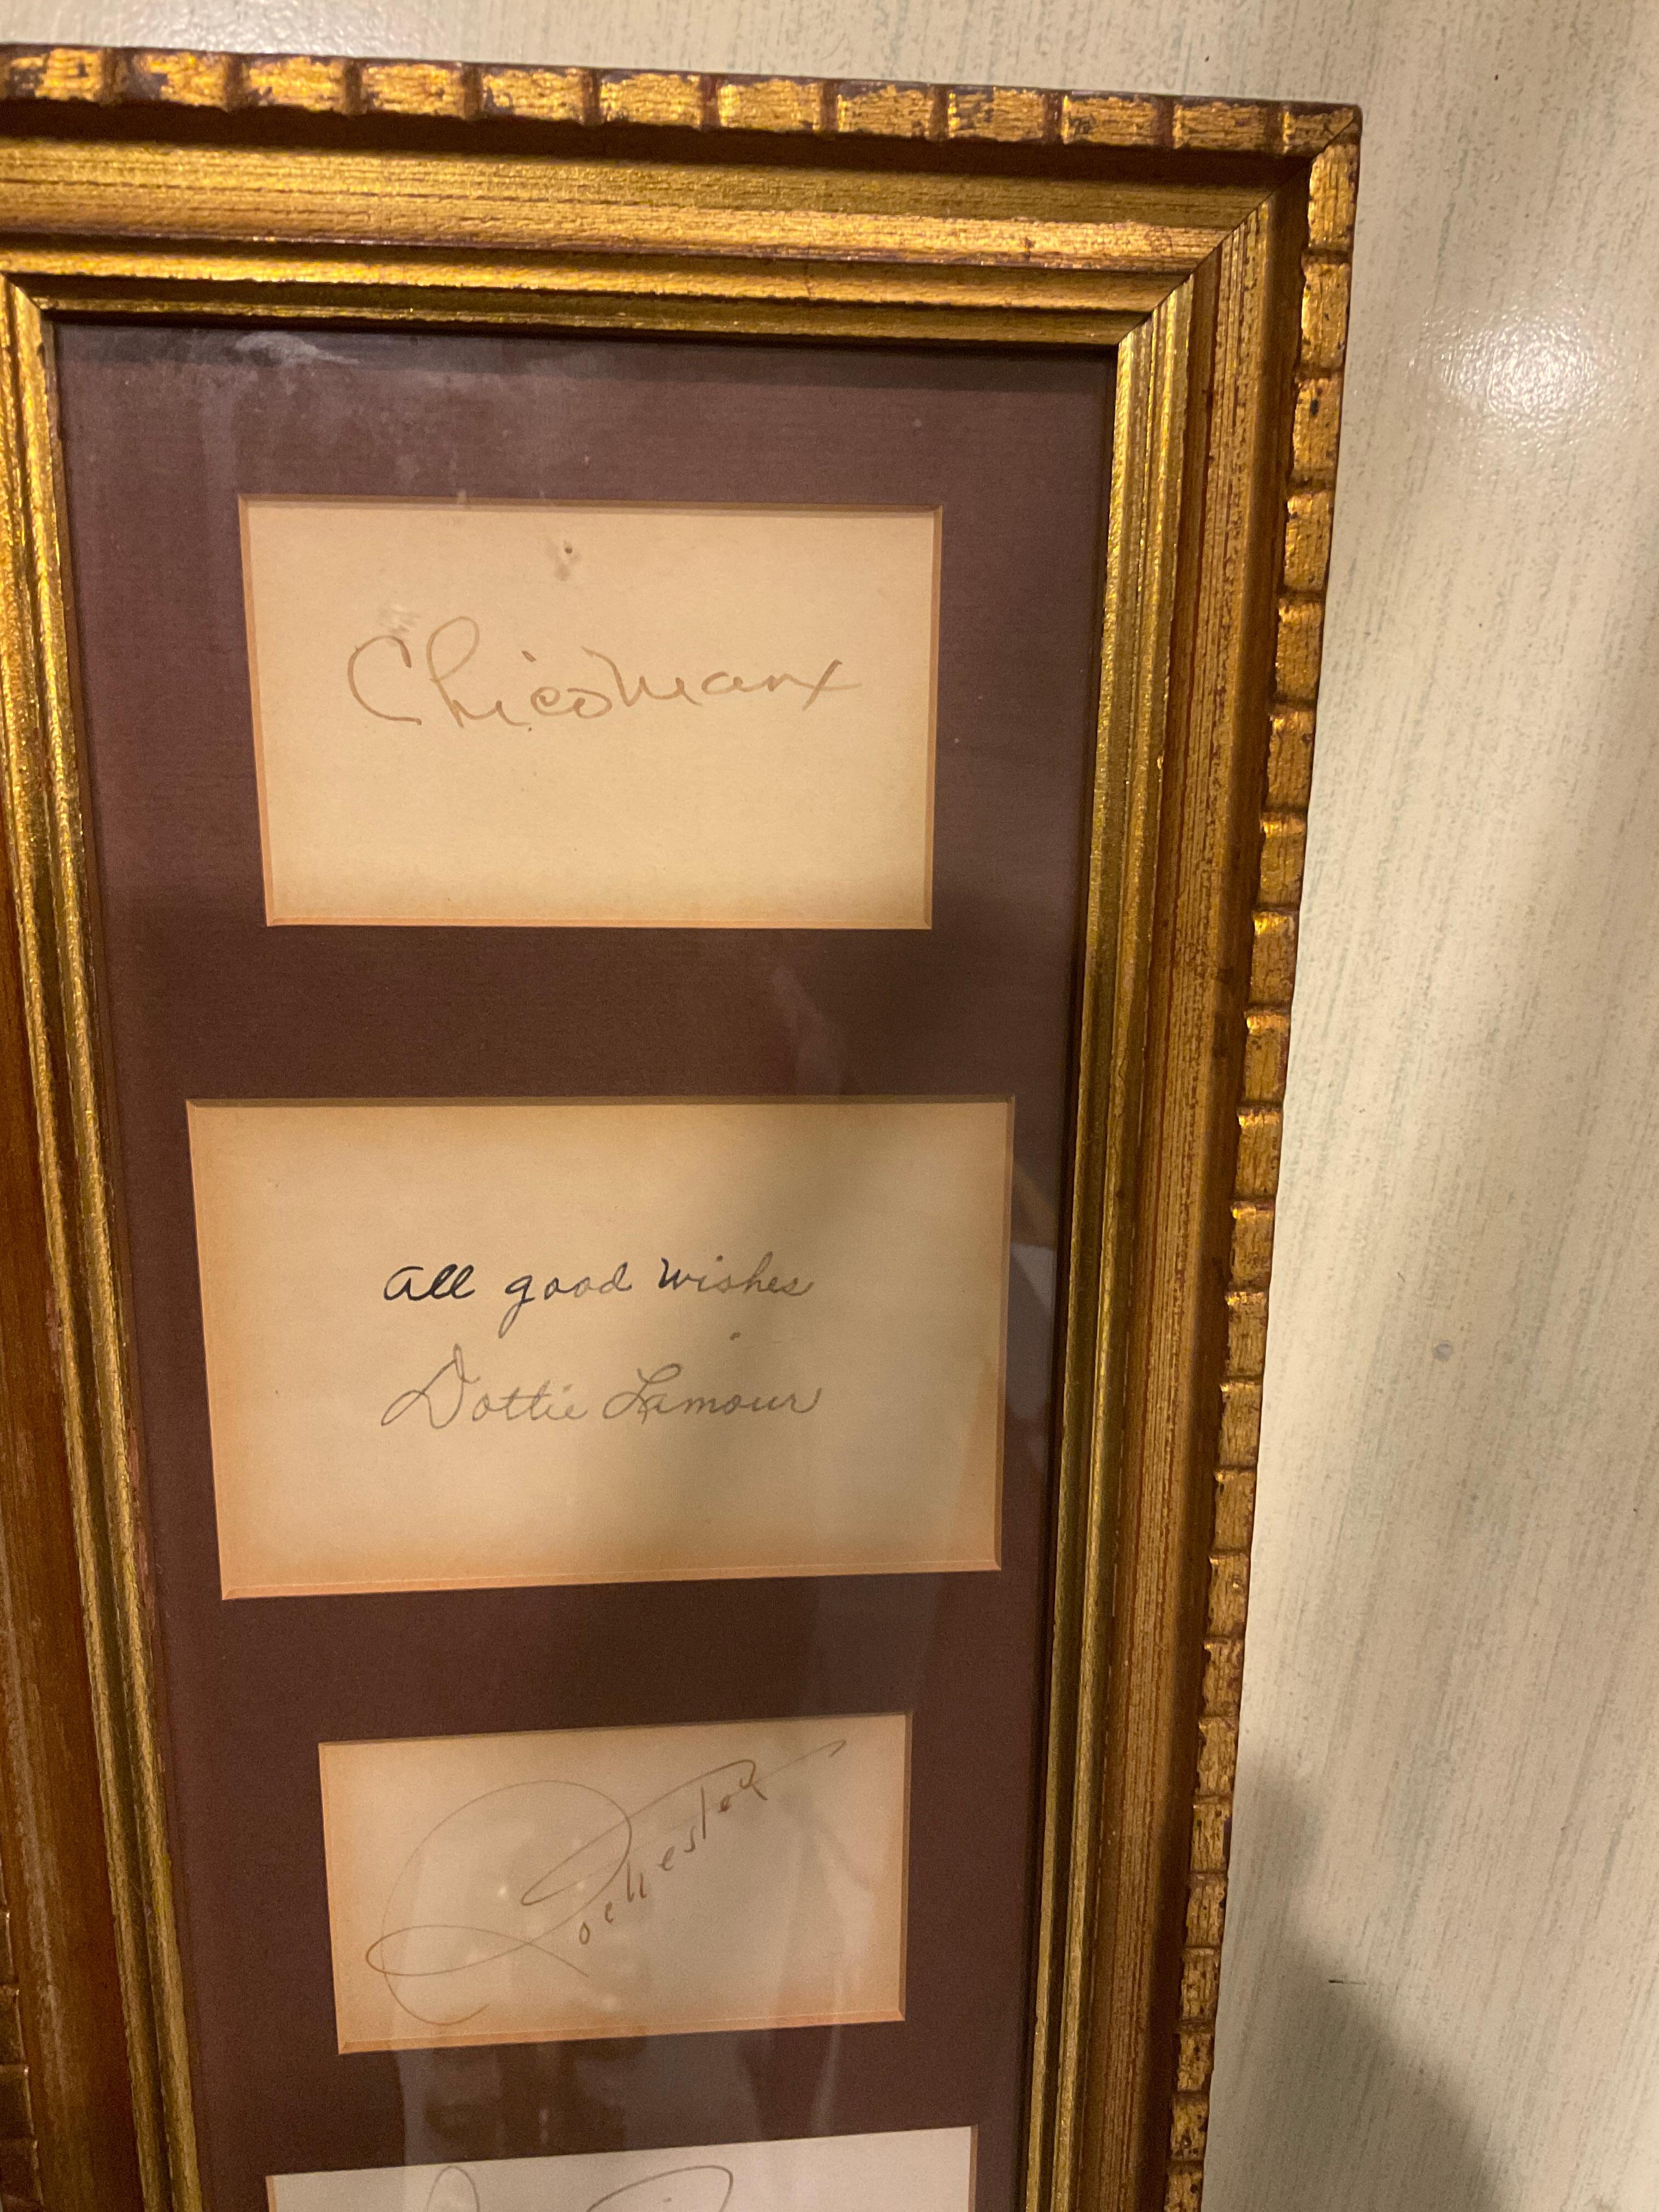 Chico Marx
All good wishes
Dottie Lamour
Rochester